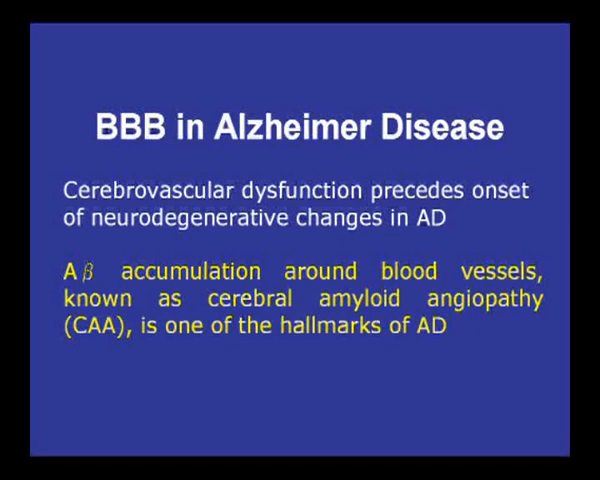 BBB in Alzheimer Disease
Cerebrovascular dysfunction precedes onset
of neurodegenerative changes in AD
Aβ accumulation around blood vessels,
known as cerebral amyloid angiopathy
(CAA), is one of the hallmarks of AD